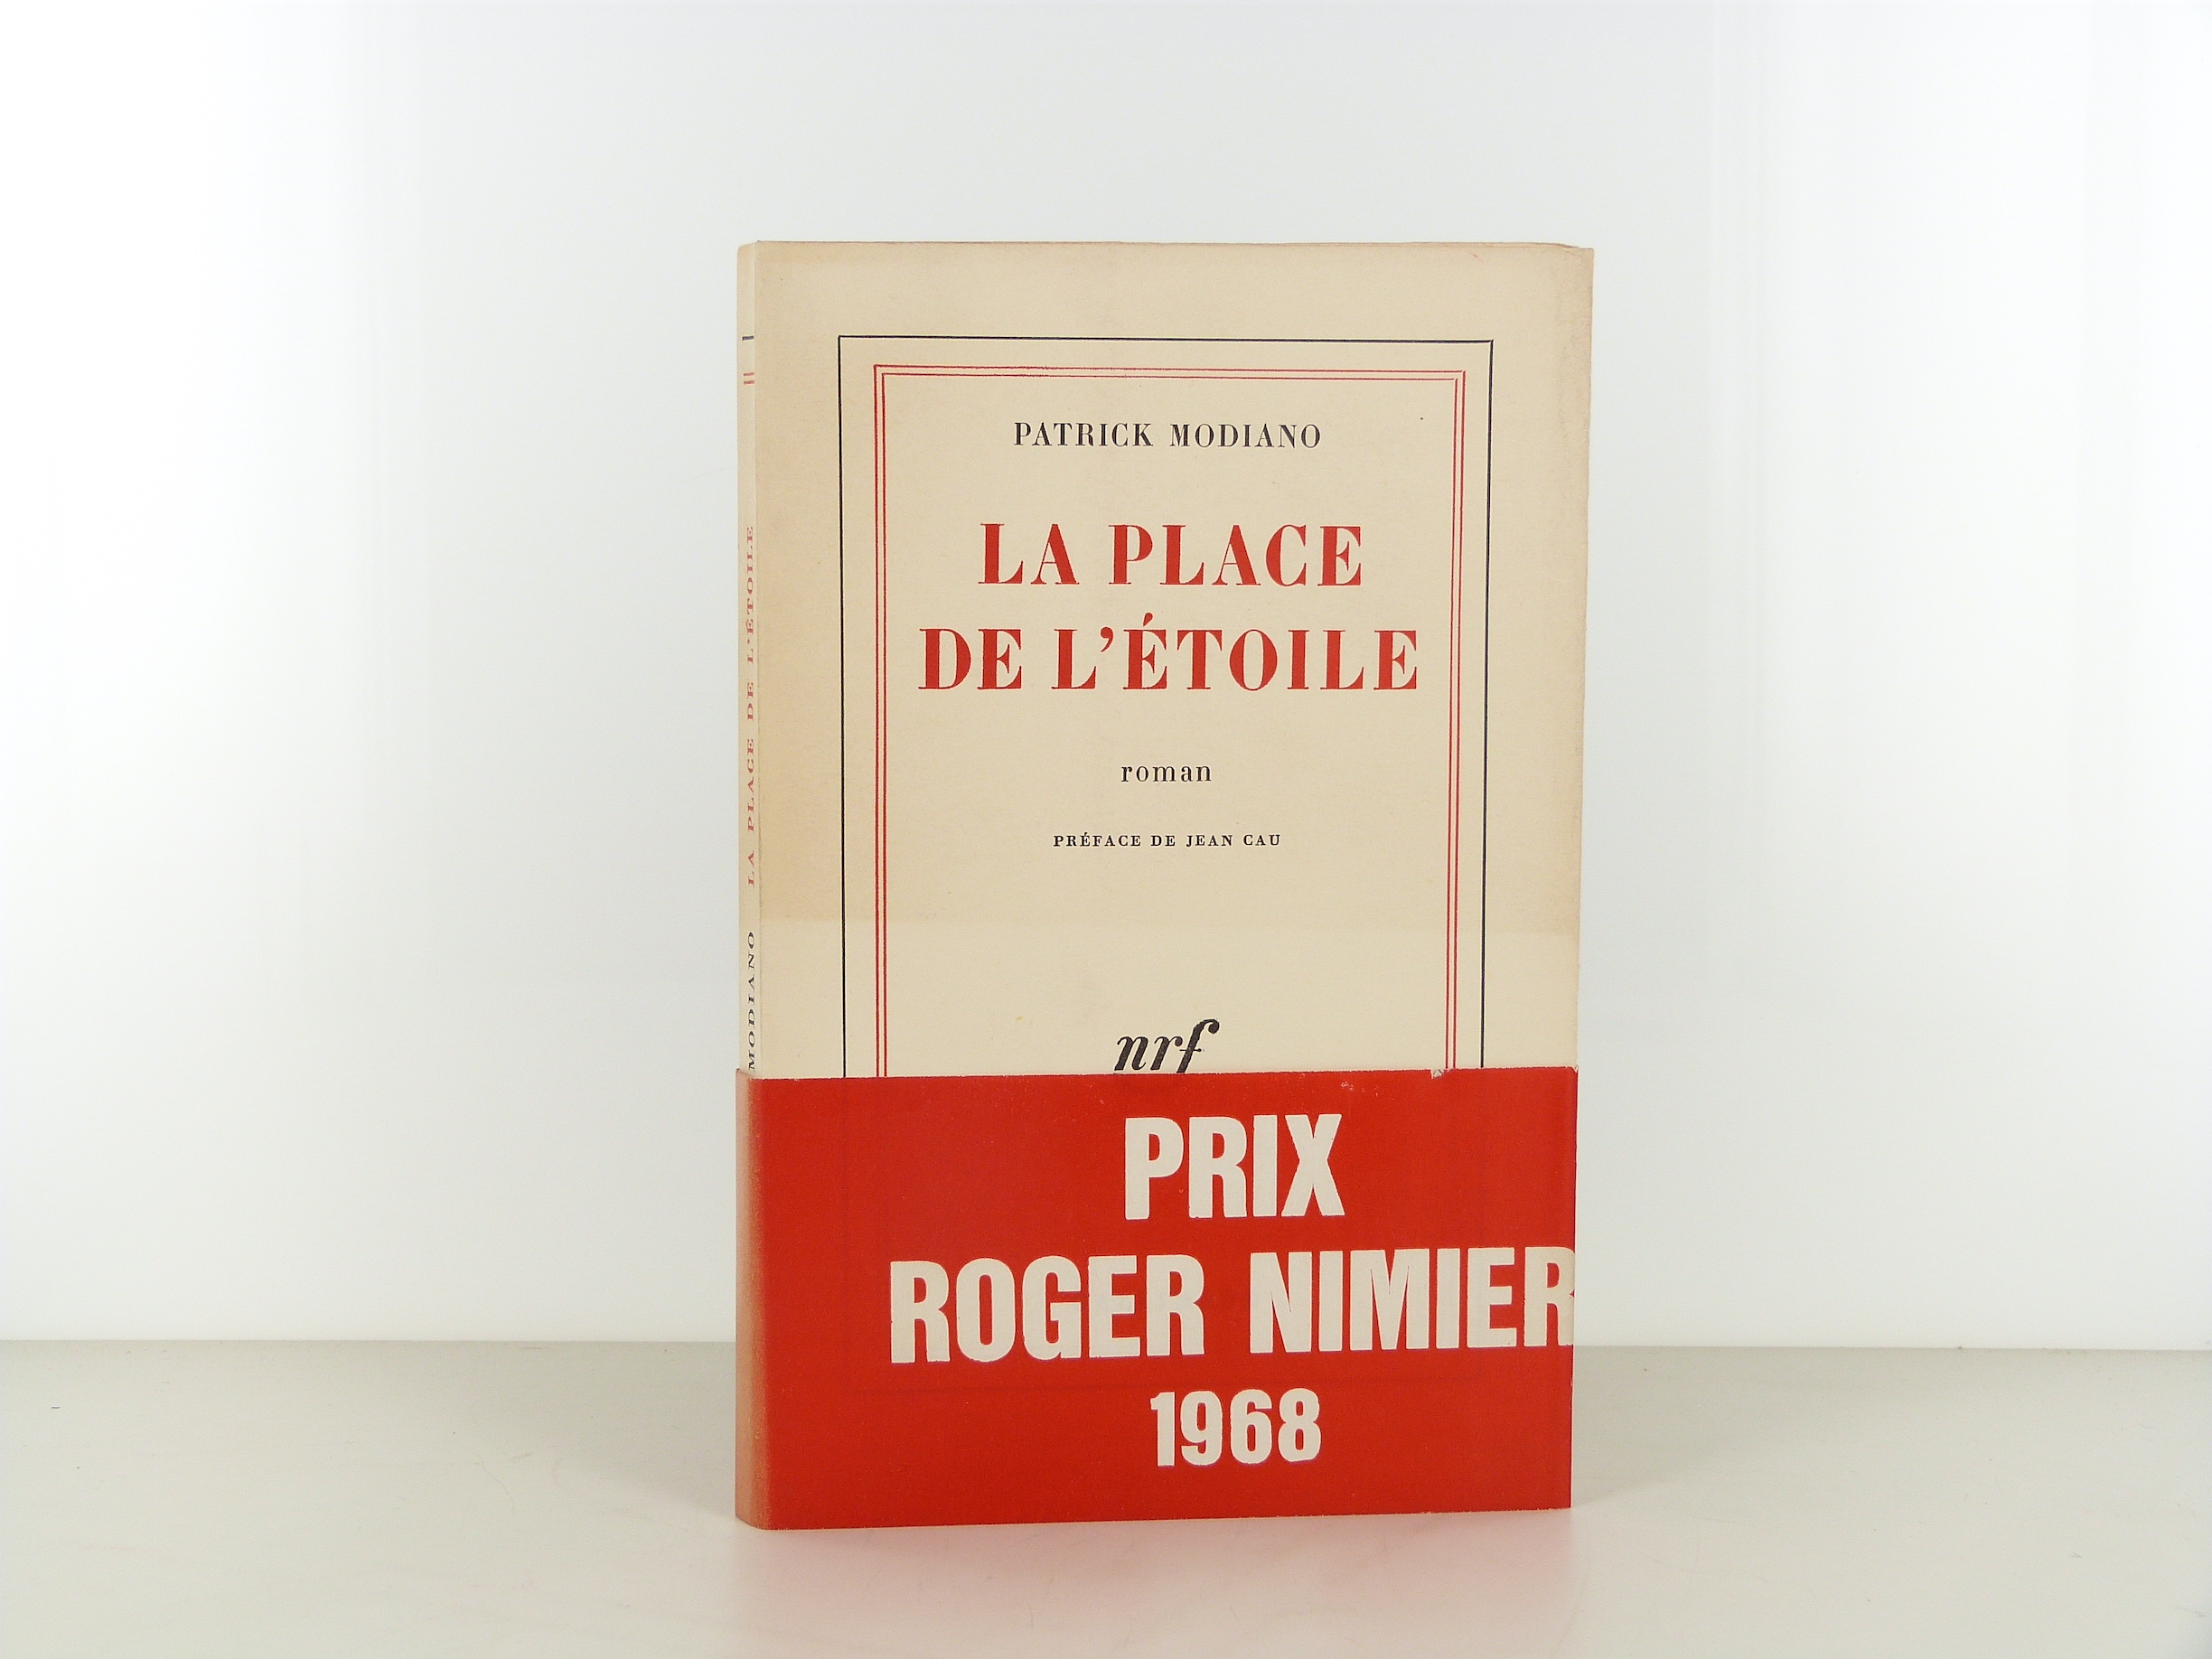 PATRICK MODIANO
LA PLACE
DE L'ÉTOILE
roman
PRÉFACE DE JEAN CAU
nrf
PRIX
ROGER NIMIER
1968
MODIANO LA PLACE DE L'ÉTOILE